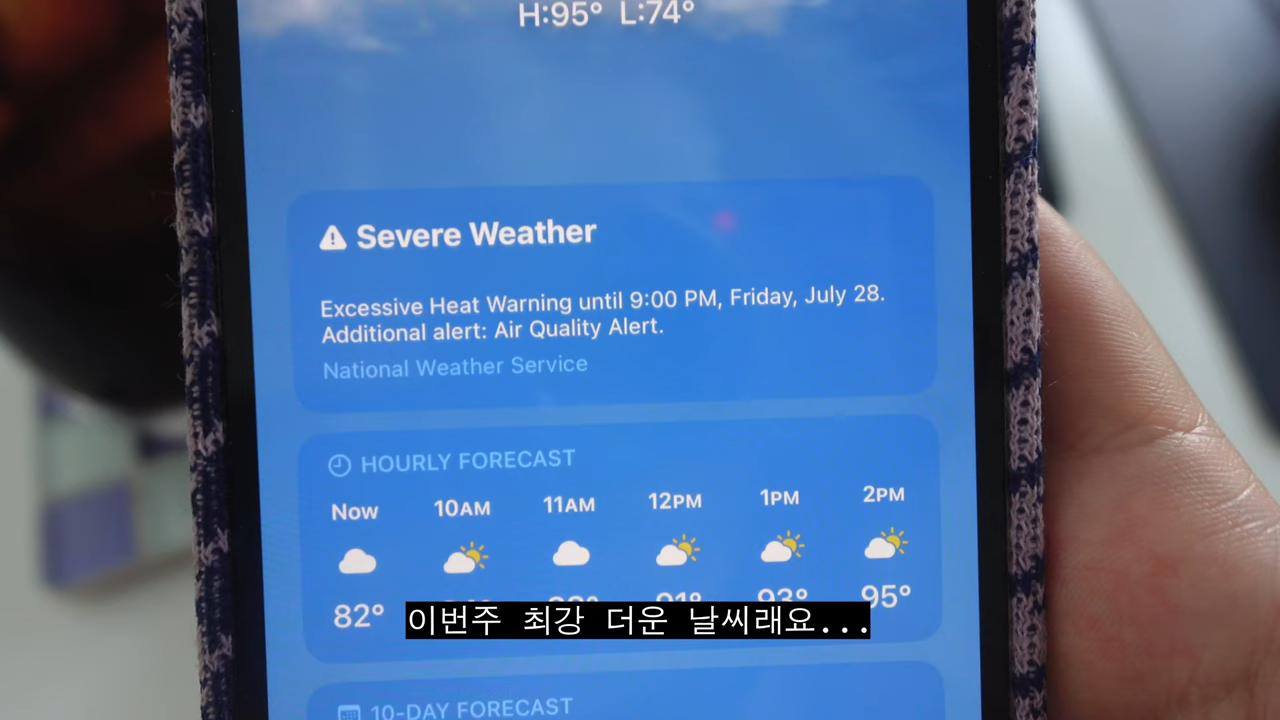 H:95° L:74°
Severe Weather
Excessive Heat Warning until 9:00 PM, Friday, July 28.
Additional alert: Air Quality Alert.
National Weather Service
HOURLY FORECAST
Now 10AM 11AM 12PM 1PM 2PM
82° 91° 93° 95°
이번주 최강 더운 날씨래요...
10-DAY FORECAST